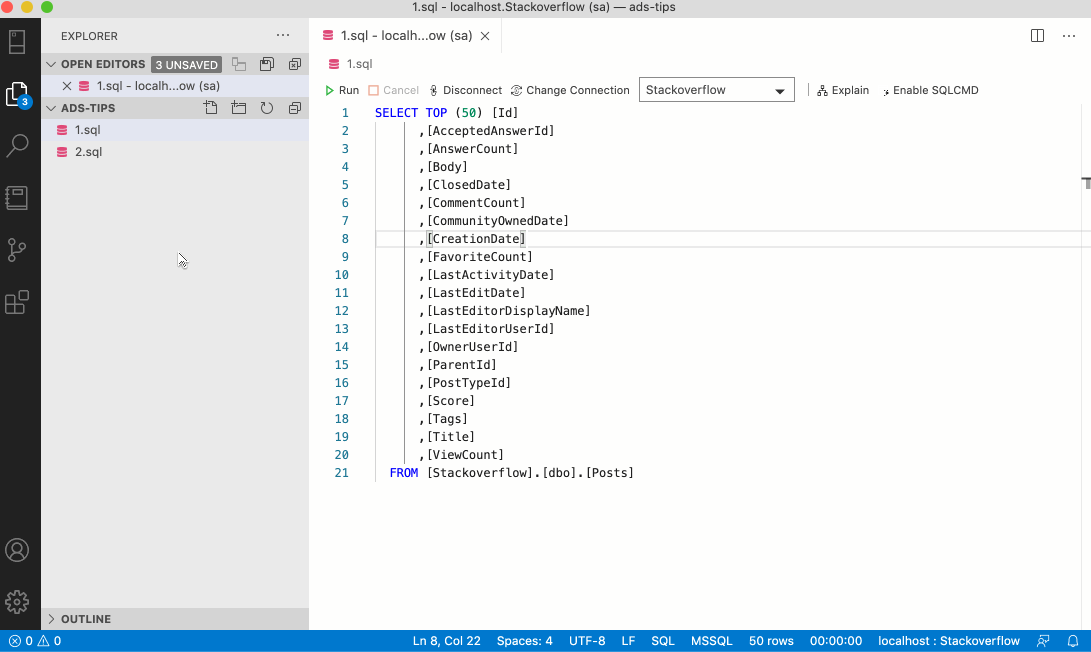 1.sql - localhost.Stackoverflow (sa) — ads-tips
EXPLORER
OPEN EDITORS 3 UNSAVED
1.sql - localh...ow (sa)
ADS-TIPS
1.sql
2.sql
3
OUTLINE
1.sql - localh...ow (sa)
1.sql
Run Cancel Disconnect Change Connection Stackoverflow Explain Enable SQLCMD
1 SELECT TOP (50) [Id]
2 ,[AcceptedAnswerId]
3 ,[AnswerCount]
4 ,[Body]
5 ,[ClosedDate]
6 ,[CommentCount]
7 ,[CommunityOwnedDate]
8 ,[CreationDate]
9 ,[FavoriteCount]
10 ,[LastActivityDate]
11 ,[LastEditDate]
12 ,[LastEditorDisplayName]
13 ,[LastEditorUserId]
14 ,[OwnerUserId]
15 ,[ParentId]
16 ,[PostTypeId]
17 ,[Score]
18 ,[Tags]
19 ,[Title]
20 ,[ViewCount]
21 FROM [Stackoverflow].[dbo].[Posts]
0 0 Ln 8, Col 22 Spaces: 4 UTF-8 LF SQL MSSQL 50 rows 00:00:00 localhost : Stackoverflow